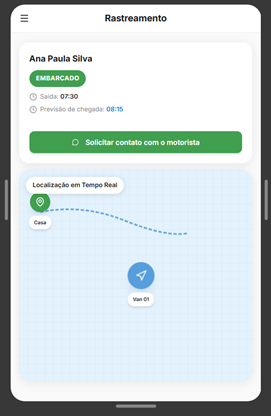 Rastreamento
Ana Paula Silva
EMBARCADO
Saída: 07:30
Previsão de chegada: 08:15
Solicitar contato com o motorista
Localização em Tempo Real
Casa
Van 01